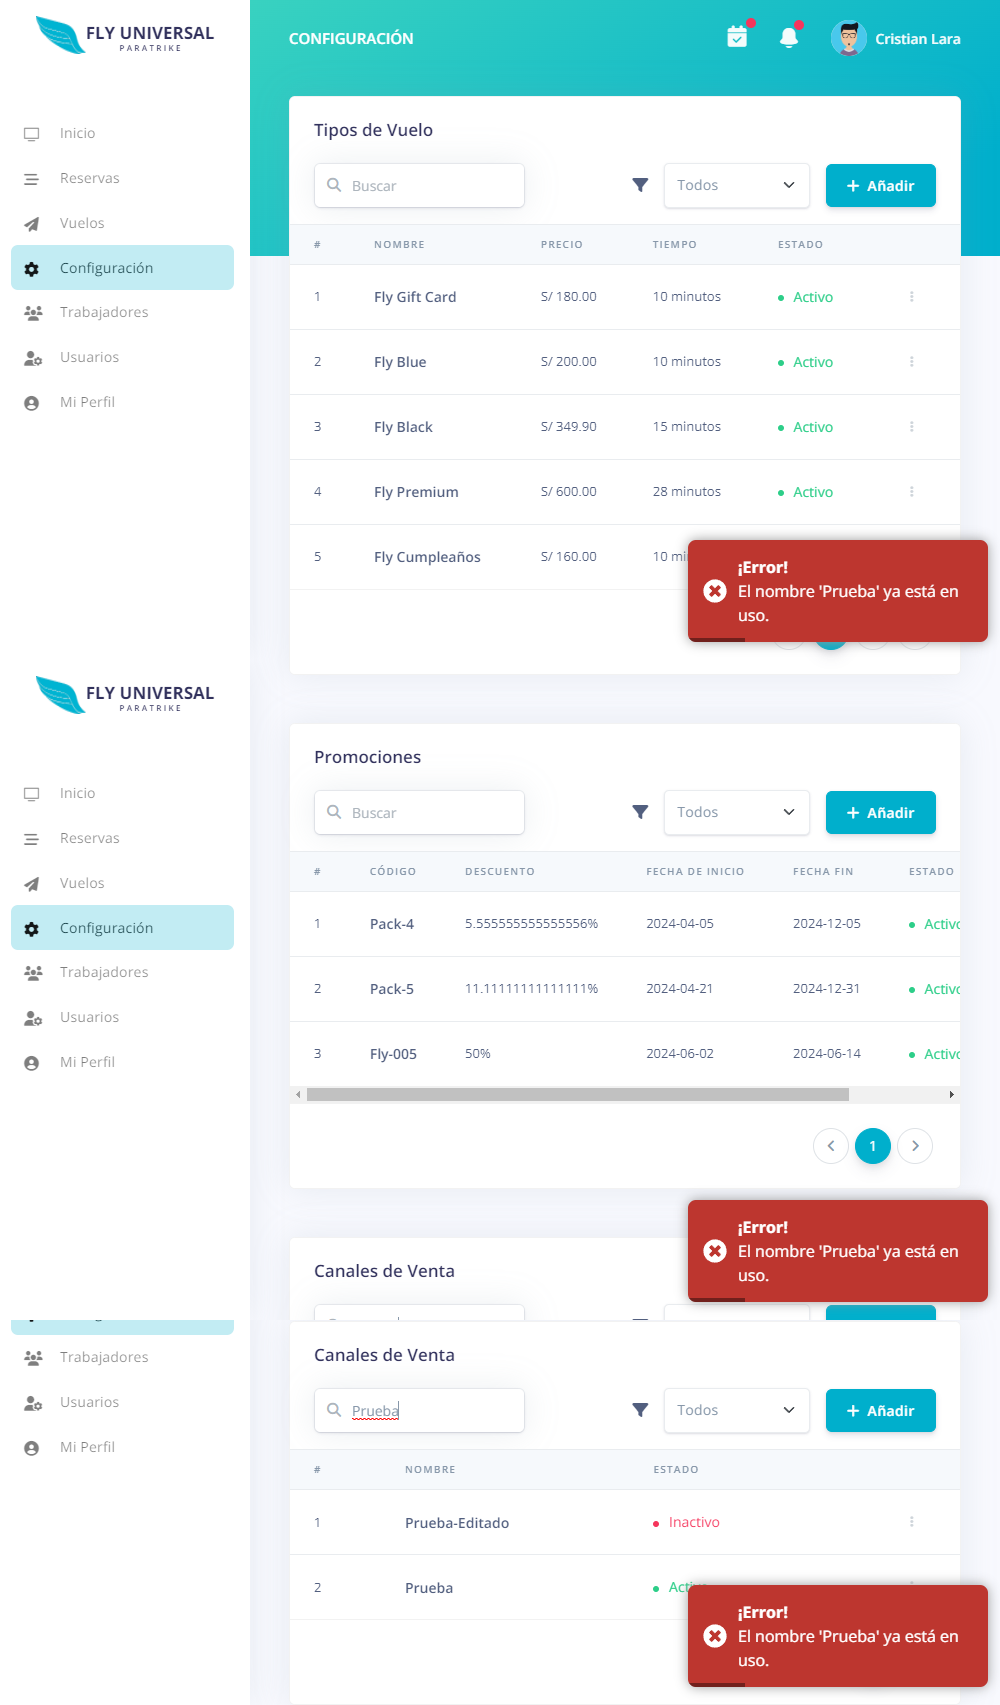 FLY UNIVERSAL
PARATRIKE
CONFIGURACIÓN
Cristian Lara
Inicio
Reservas
Vuelos
Configuración
Trabajadores
Usuarios
Mi Perfil
Tipos de Vuelo
Buscar
Todos
+ Añadir
# NOMBRE PRECIO TIEMPO ESTADO
1 Fly Gift Card S/ 180.00 10 minutos Activo
2 Fly Blue S/ 200.00 10 minutos Activo
3 Fly Black S/ 349.90 15 minutos Activo
4 Fly Premium S/ 600.00 28 minutos Activo
5 Fly Cumpleaños S/ 160.00 10 mi
¡Error!
El nombre 'Prueba' ya está en
uso.
FLY UNIVERSAL
PARATRIKE
Inicio
Reservas
Vuelos
Configuración
Trabajadores
Usuarios
Mi Perfil
Promociones
Buscar
Todos
+ Añadir
# CÓDIGO DESCUENTO FECHA DE INICIO FECHA FIN ESTADO
1 Pack-4 5.555555555555556% 2024-04-05 2024-12-05 Activo
2 Pack-5 11.11111111111111% 2024-04-21 2024-12-31 Activo
3 Fly-005 50% 2024-06-02 2024-06-14 Activo
1
¡Error!
El nombre 'Prueba' ya está en
uso.
Canales de Venta
Trabajadores
Usuarios
Mi Perfil
Canales de Venta
Prueba
Todos
+ Añadir
# NOMBRE ESTADO
1 Prueba-Editado Inactivo
2 Prueba Activo
¡Error!
El nombre 'Prueba' ya está en
uso.